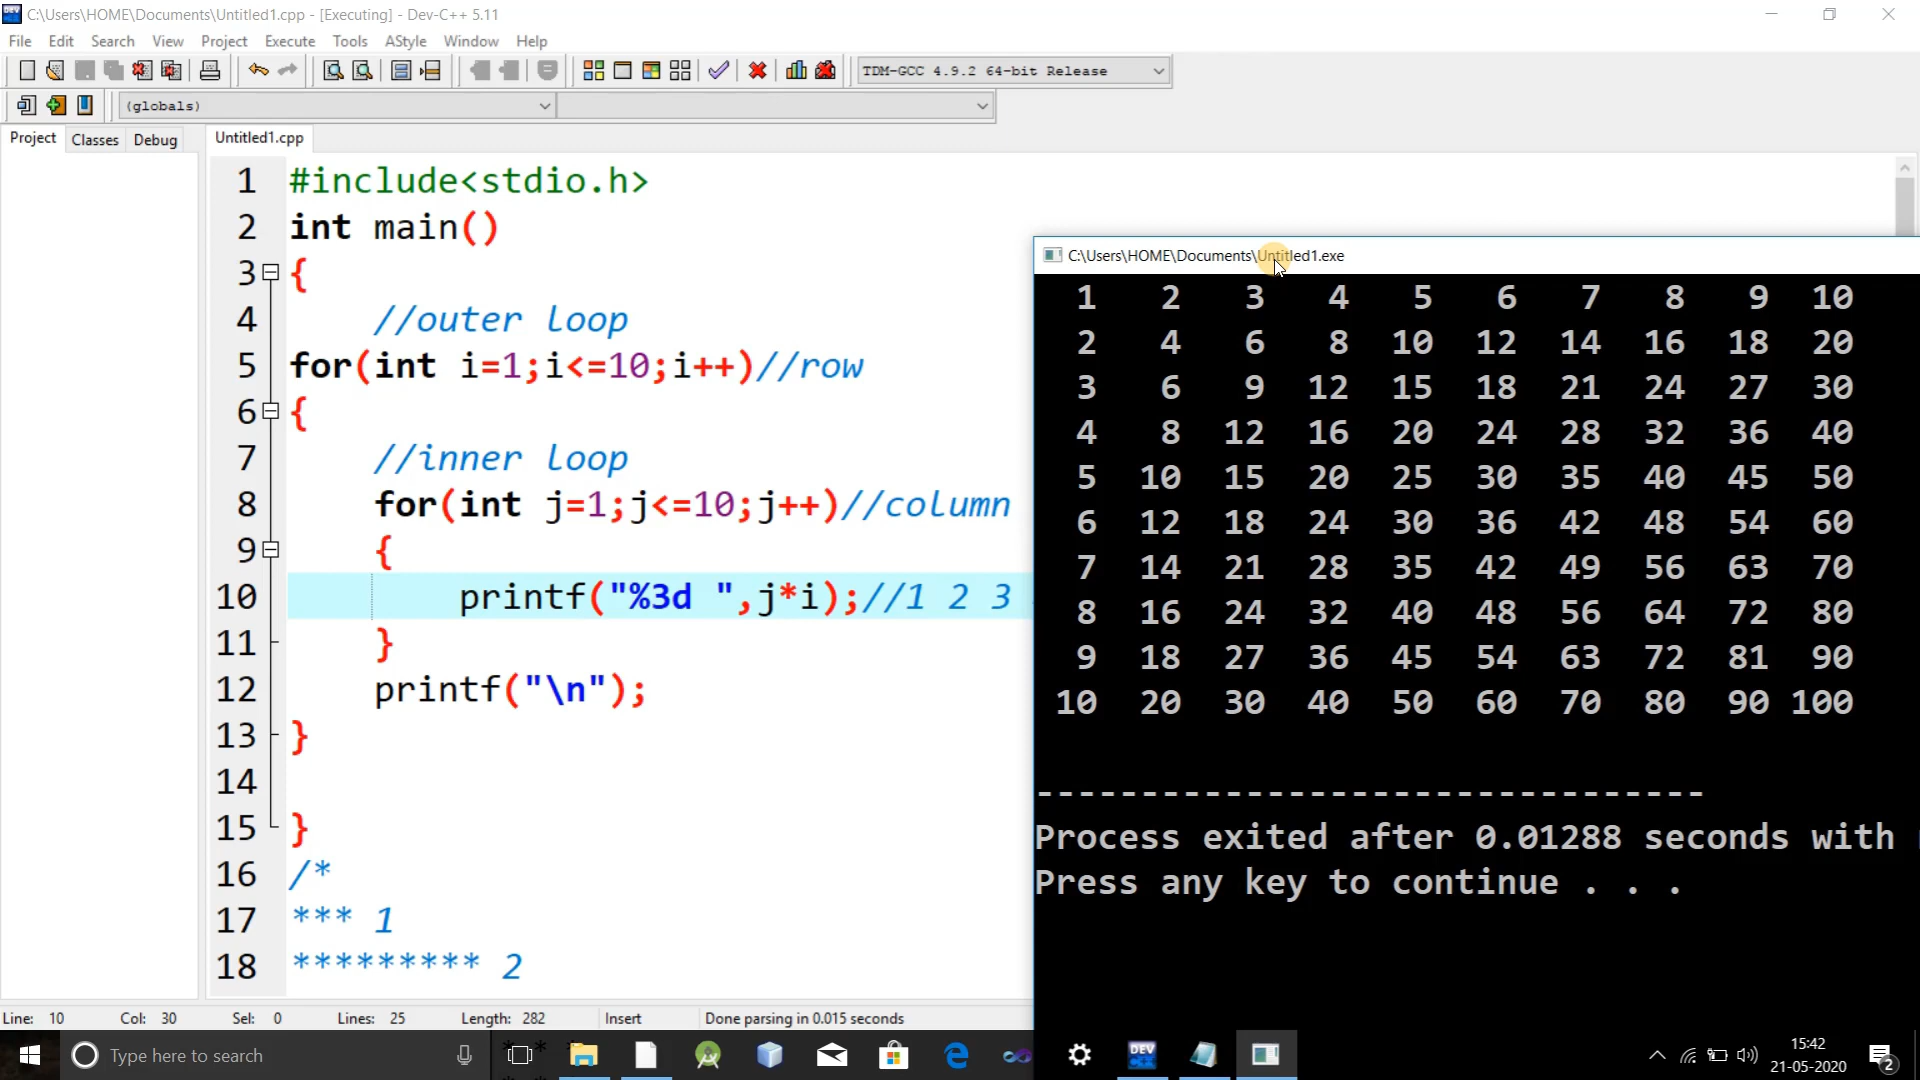 C:\Users\HOME\Documents\Untitled1.cpp - [Executing] - Dev-C++ 5.11
File Edit Search View Project Execute Tools AStyle Window Help
TDM-GCC 4.9.2 64-bit Release
(globals)
Project Classes Debug Untitled1.cpp
1 #include<stdio.h>
2 int main()
3 {
4 //outer loop
5 for(int i=1;i<=10;i++)//row
6 {
7 //inner loop
8 for(int j=1;j<=10;j++)//column
9 {
10 printf("%3d ",j*i);//1 2 3
11 }
12 printf("\n");
13 }
14
15 }
16 /*
17 *** 1
18 ********* 2
C:\Users\HOME\Documents\Untitled1.exe
1 2 3 4 5 6 7 8 9 10
2 4 6 8 10 12 14 16 18 20
3 6 9 12 15 18 21 24 27 30
4 8 12 16 20 24 28 32 36 40
5 10 15 20 25 30 35 40 45 50
6 12 18 24 30 36 42 48 54 60
7 14 21 28 35 42 49 56 63 70
8 16 24 32 40 48 56 64 72 80
9 18 27 36 45 54 63 72 81 90
10 20 30 40 50 60 70 80 90 100
--------------------------------
Process exited after 0.01288 seconds with
Press any key to continue . . .
Line: 10 Col: 30 Sel: 0 Lines: 25 Length: 282 Insert Done parsing in 0.015 seconds
Type here to search
DEV C++
15:42
21-05-2020
2